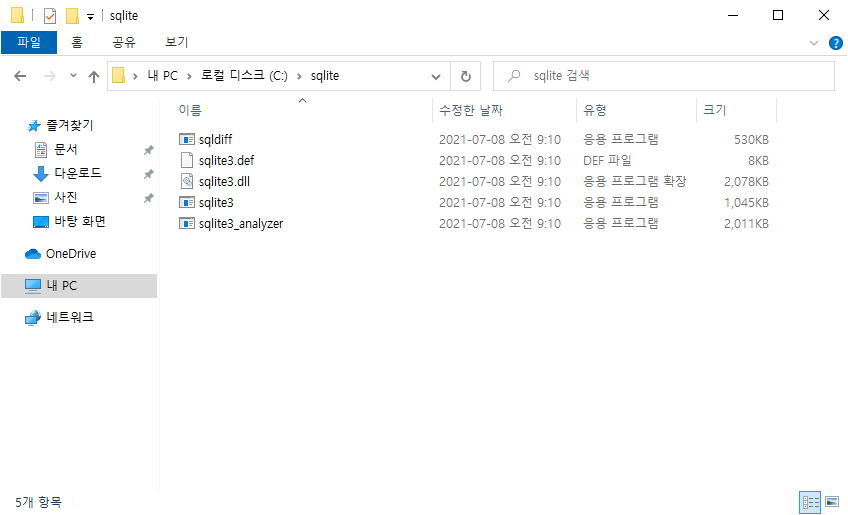 sqlite
파일 홈 공유 보기
내 PC 로컬 디스크 (C:) sqlite
sqlite 검색
이름 수정한 날짜 유형 크기
즐겨찾기
문서
다운로드
사진
바탕 화면
OneDrive
내 PC
네트워크
sqldiff 2021-07-08 오전 9:10 응용 프로그램 530KB
sqlite3.def 2021-07-08 오전 9:10 DEF 파일 8KB
sqlite3.dll 2021-07-08 오전 9:10 응용 프로그램 확장 2,078KB
sqlite3 2021-07-08 오전 9:10 응용 프로그램 1,045KB
sqlite3_analyzer 2021-07-08 오전 9:10 응용 프로그램 2,011KB
5개 항목